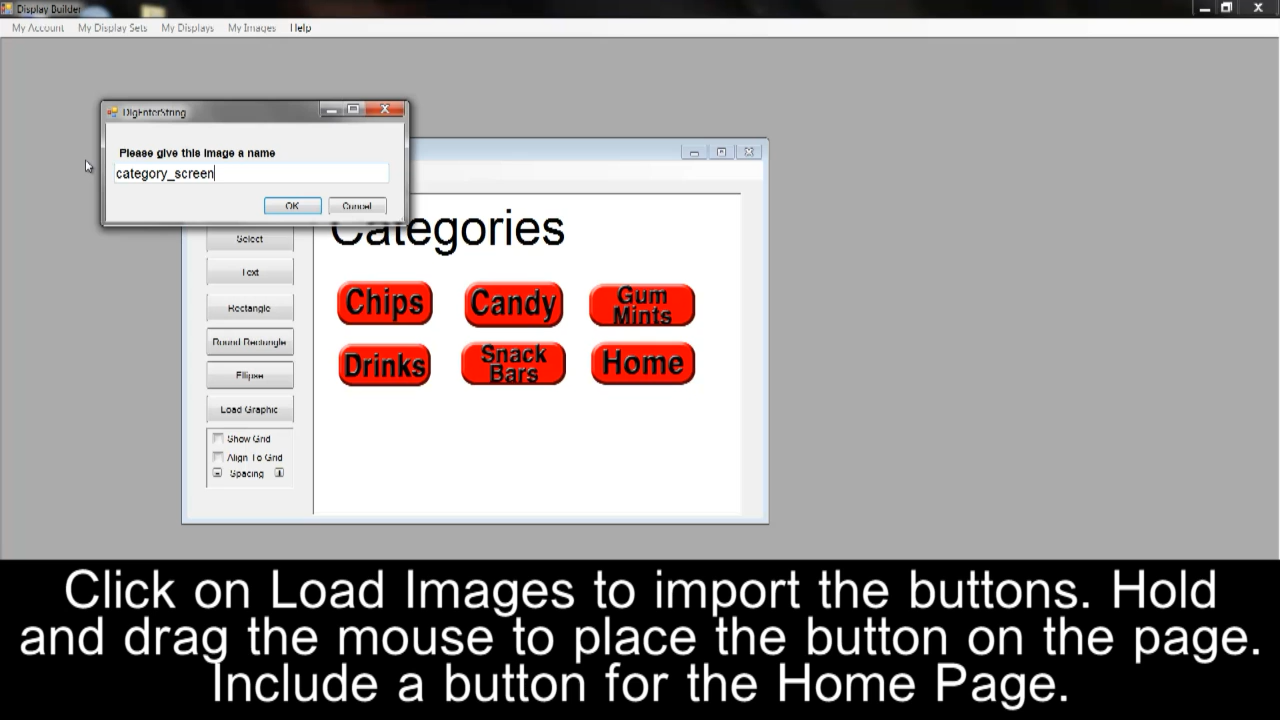 Display Builder
My Account My Display Sets My Displays My Images Help
DlgEnterString
Please give this image a name
category_screen
OK Cancel
Categories
Select
Text
Rectangle
Round Rectangle
Ellipse
Load Graphic
Show Grid
Align To Grid
Spacing
Chips Candy Gum Mints
Drinks Snack Bars Home
Click on Load Images to import the buttons. Hold
and drag the mouse to place the button on the page.
Include a button for the Home Page.